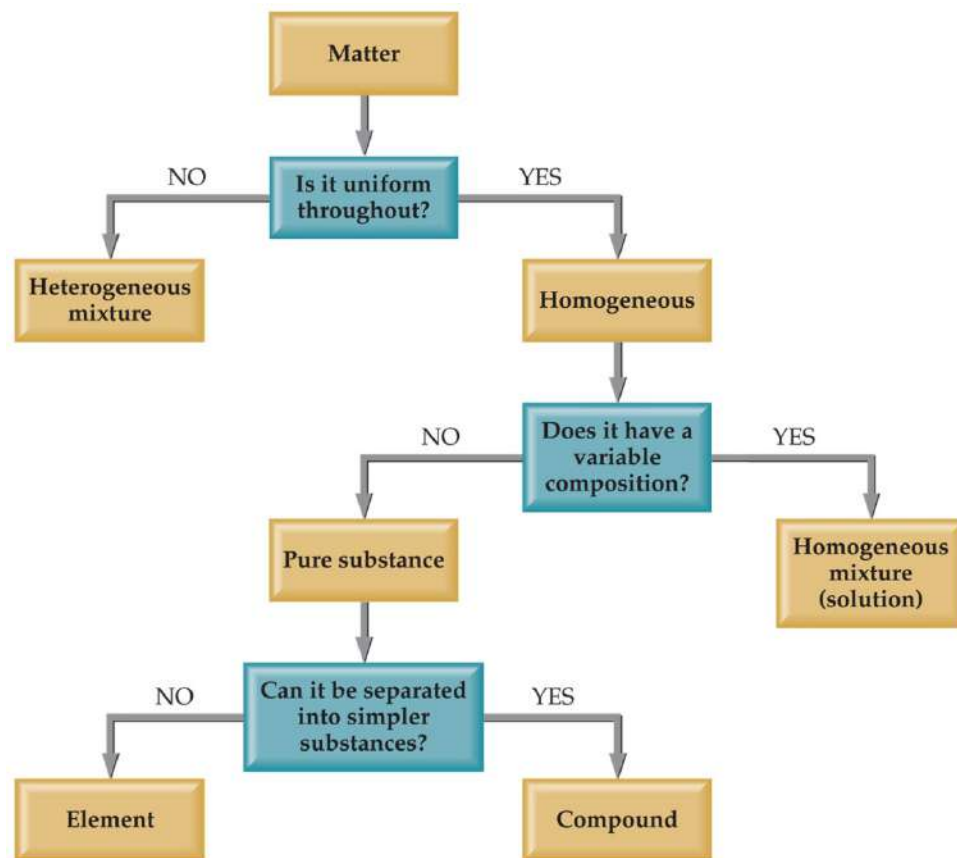 Matter
NO
Is it uniform
throughout?
YES
Heterogeneous
mixture
Homogeneous
NO
Does it have a
variable
composition?
YES
Pure substance
Homogeneous
mixture
(solution)
NO
Can it be separated
into simpler
substances?
YES
Element
Compound